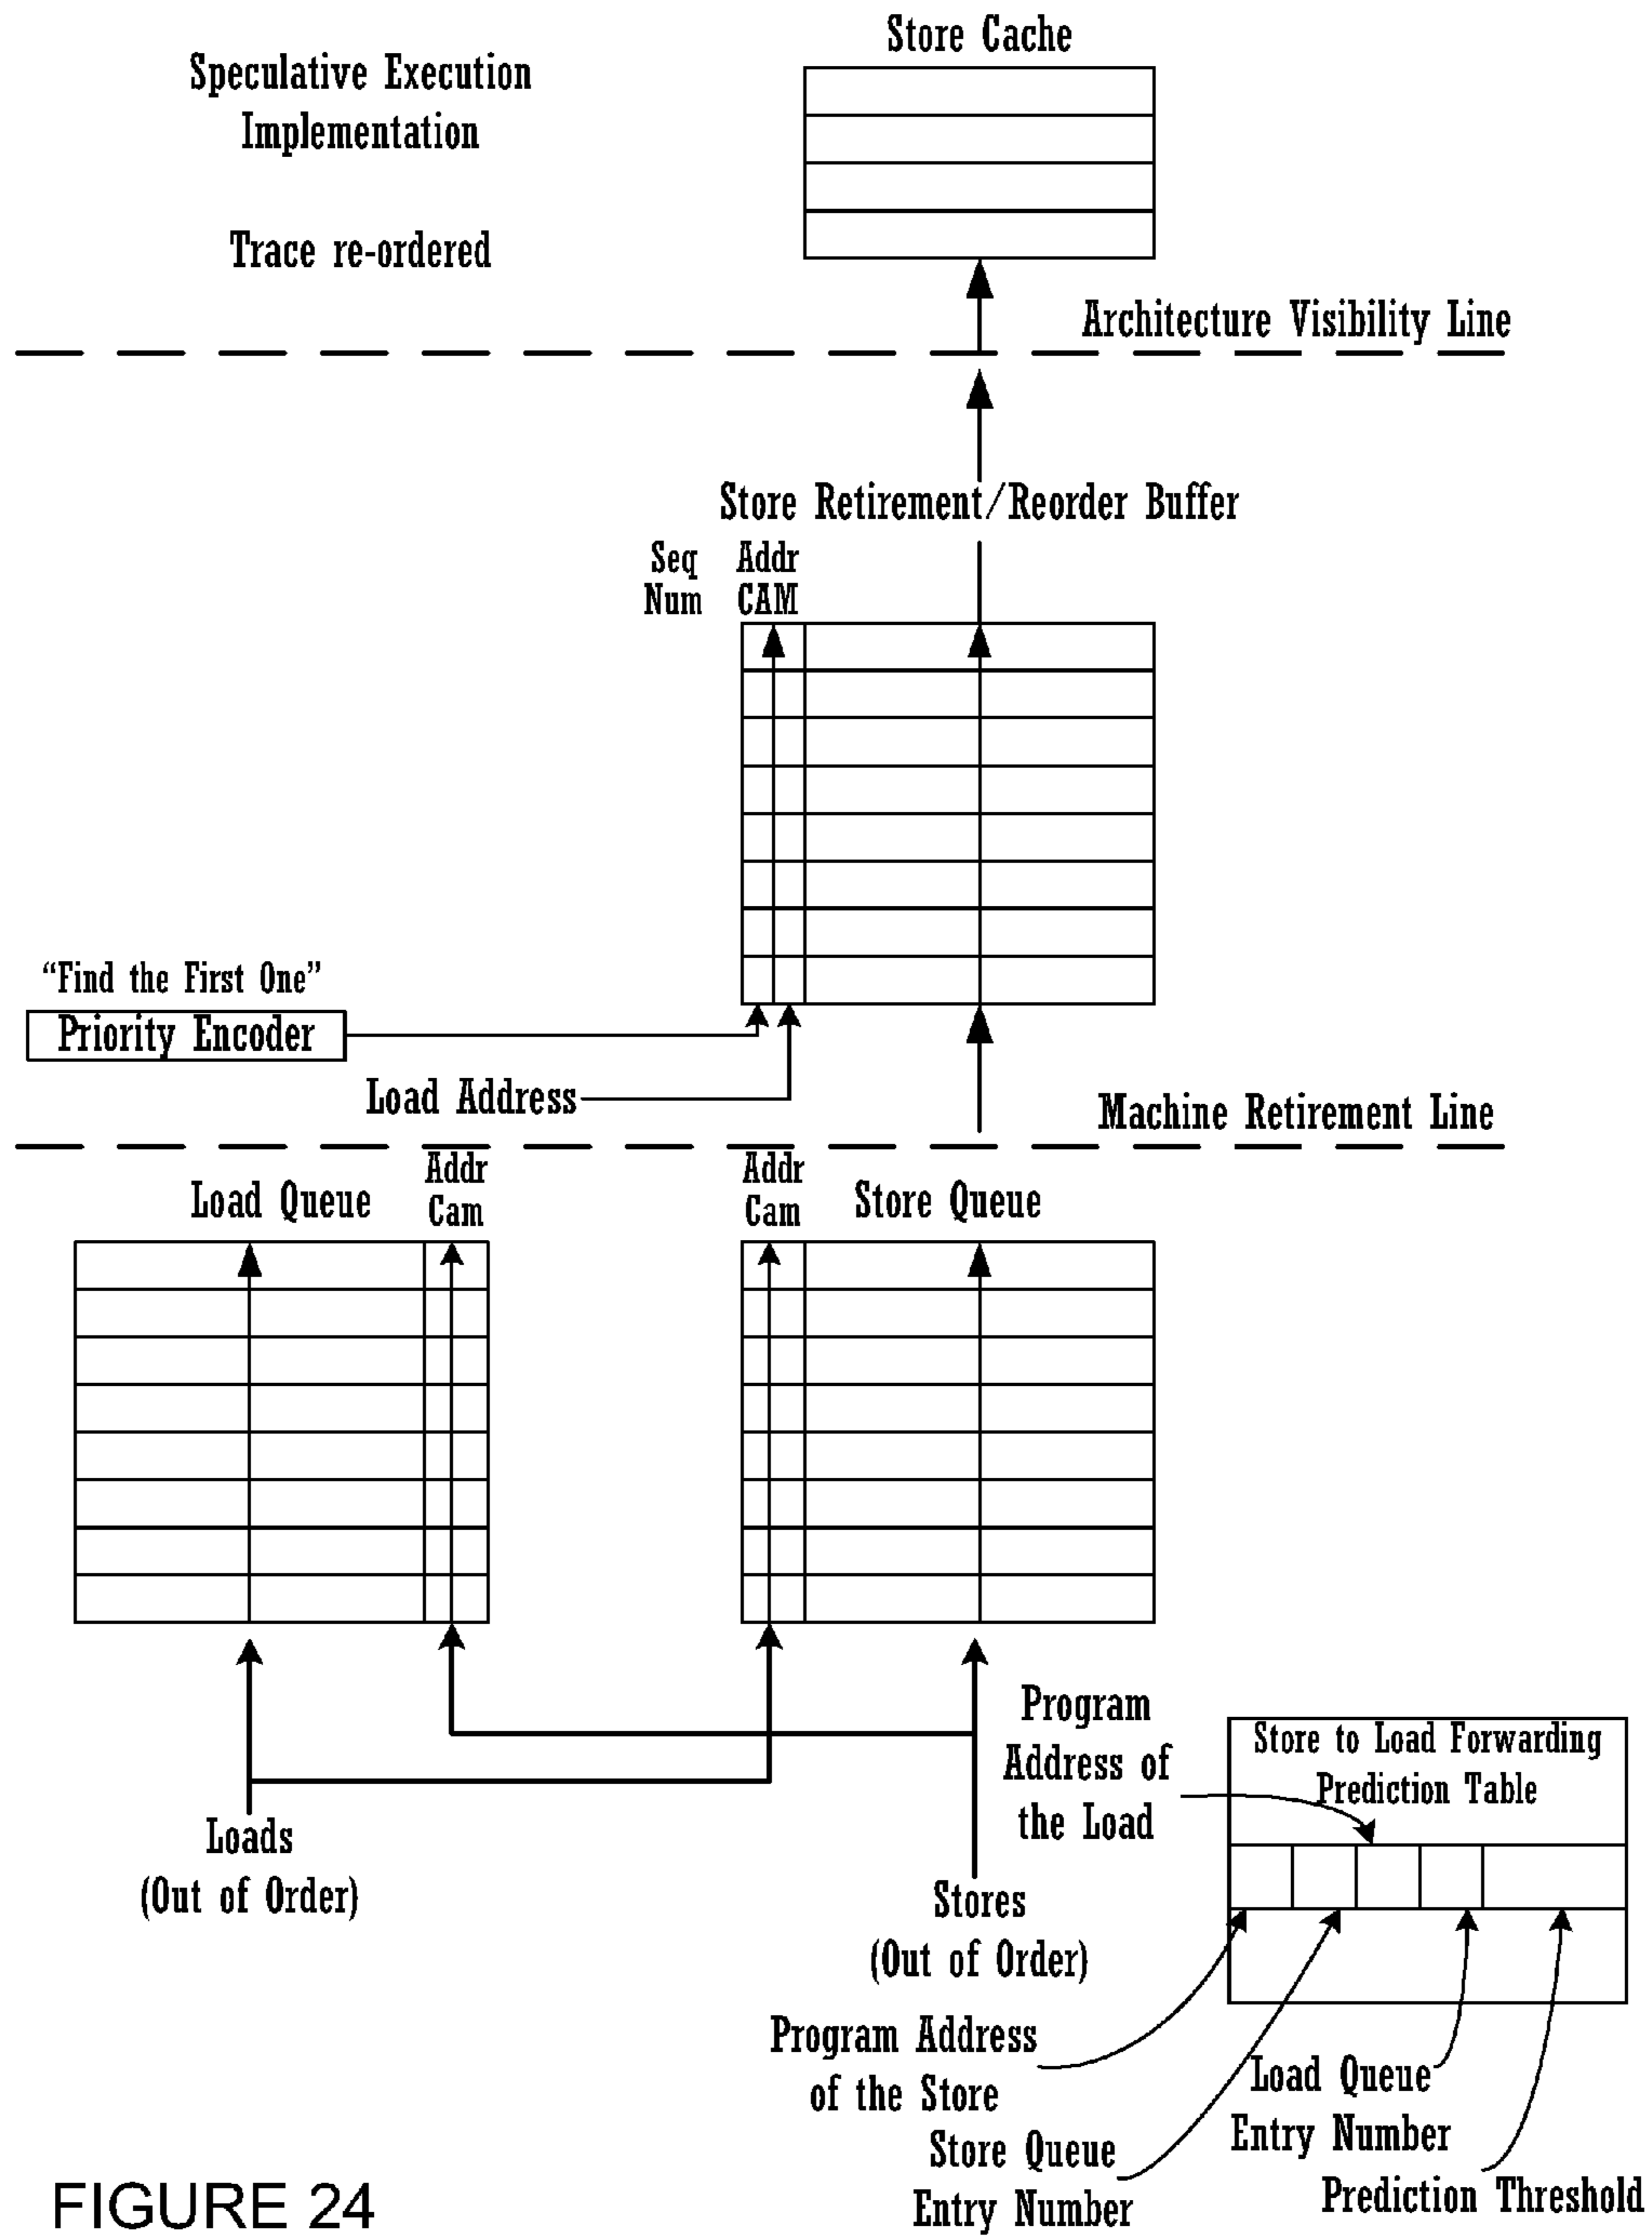 Store Cache
Speculative Execution
Implementation
Trace re-ordered
Architecture Visibility Line
Store Retirement/Reorder Buffer
Seq
Num
Addr
CAM
"Find the First One"
Priority Encoder
Load Address
Machine Retirement Line
Load Queue
Addr
Cam
Addr
Cam
Store Queue
Loads
(Out of Order)
Stores
(Out of Order)
Program
Address of
the Load
Store to Load Forwarding
Prediction Table
Program Address
of the Store
Store Queue
Entry Number
Load Queue
Entry Number
Prediction Threshold
FIGURE 24